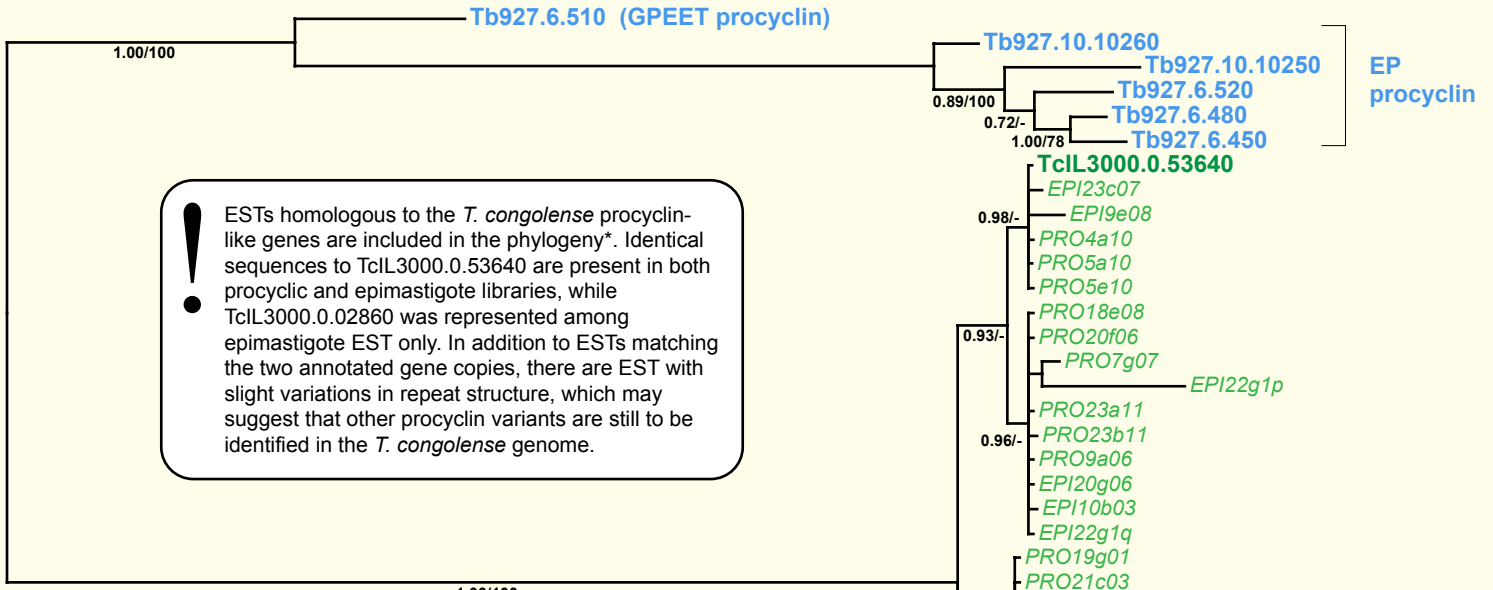 Tb927.6.510 (GPEET procyclin)
1.00/100
Tb927.10.10260
Tb927.10.10250
EP
procyclin
Tb927.6.520
0.89/100
Tb927.6.480
0.72/-
Tb927.6.450
1.00/78
TcIL3000.0.53640
EPI23c07
EPI9e08
0.98/-
PRO4a10
PRO5a10
PRO5e10
PRO18e08
PRO20f06
0.93/-
PRO7g07
EPI22g1p
PRO23a11
PRO23b11
0.96/-
PRO9a06
EPI20g06
EPI10b03
EPI22g1q
PRO19g01
PRO21c03
!
ESTs homologous to the T. congolense procyclin-
like genes are included in the phylogeny*. Identical
sequences to TcIL3000.0.53640 are present in both
procyclic and epimastigote libraries, while
TcIL3000.0.02860 was represented among
epimastigote EST only. In addition to ESTs matching
the two annotated gene copies, there are EST with
slight variations in repeat structure, which may
suggest that other procyclin variants are still to be
identified in the T. congolense genome.